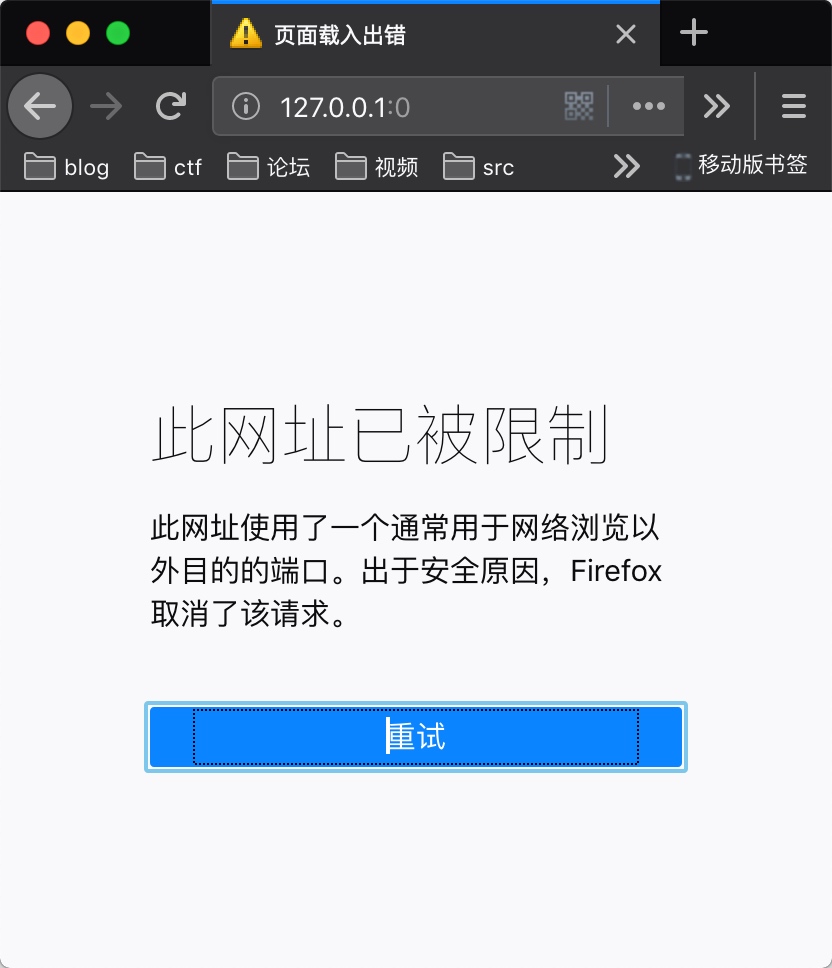 页面载入出错
127.0.0.1:0
blog ctf 论坛 视频 src 移动版书签
此网址已被限制
此网址使用了一个通常用于网络浏览以
外目的的端口。出于安全原因，Firefox
取消了该请求。
重试